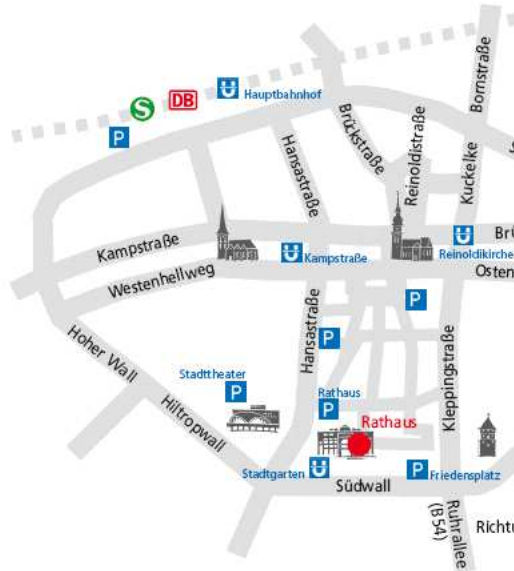 Bornstraße
S
DB
U
Hauptbahnhof
P
Brückstraße
Hansastraße
Reinoldistraße
Kuckelke
S
Kampstraße
U
Kampstraße
U
Reinoldikirche
Brü
Westenhellweg
Osten
P
Hansastraße
P
Kleppingstraße
Hoher Wall
Stadttheater
P
Rathaus
P
Rathaus
Hiltropwall
Stadtgarten
U
Südwall
P
Friedensplatz
Ruhrallee
(B54)
Richtu